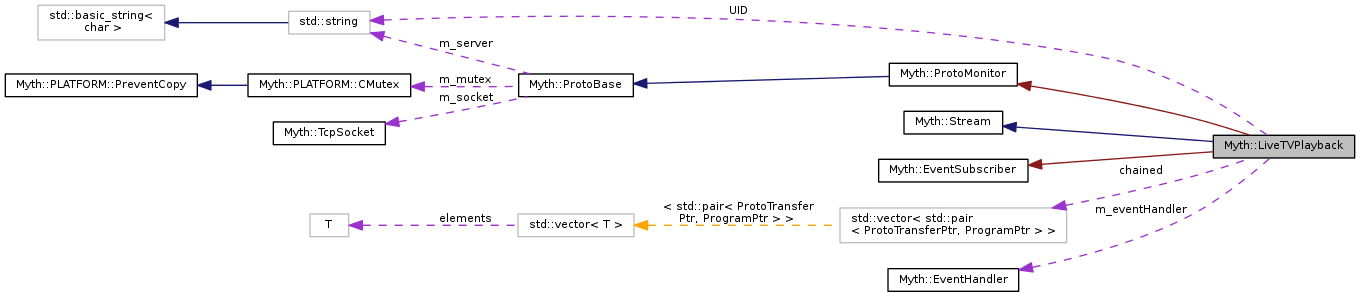 std::basic_string<
char >
std::string
UID
m_server
Myth::PLATFORM::PreventCopy
Myth::PLATFORM::CMutex
m_mutex
m_socket
Myth::ProtoBase
Myth::ProtoMonitor
Myth::TcpSocket
Myth::Stream
Myth::LiveTVPlayback
Myth::EventSubscriber
chained
m_eventHandler
T
elements
std::vector< T >
< std::pair< ProtoTransfer
Ptr, ProgramPtr > >
std::vector< std::pair
< ProtoTransferPtr, ProgramPtr > >
Myth::EventHandler